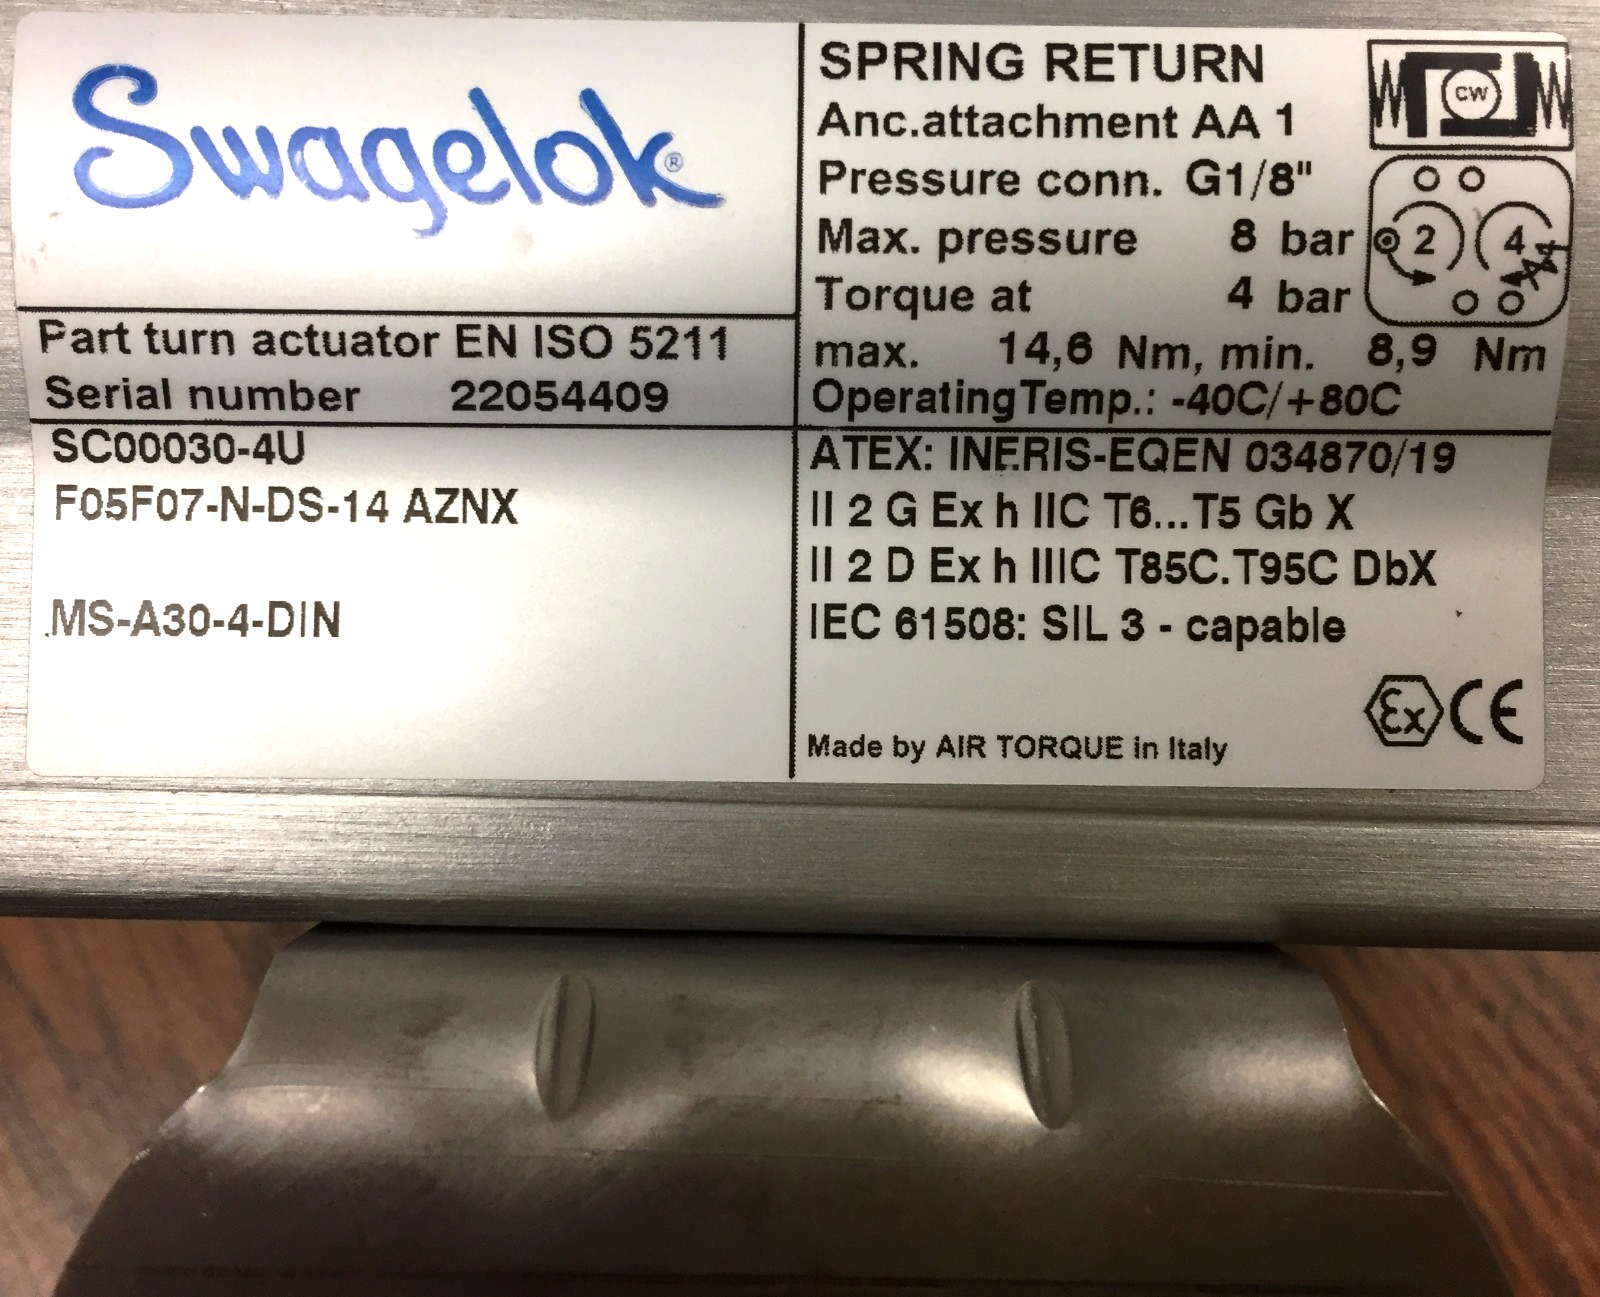 Swagelok®
Part turn actuator EN ISO 5211
Serial number 22054409
SC00030-4U
F05F07-N-DS-14 AZNX
MS-A30-4-DIN
SPRING RETURN
Anc.attachment AA 1
Pressure conn. G1/8"
Max. pressure 8 bar
Torque at 4 bar
max. 14,6 Nm, min. 8,9 Nm
Operating Temp.: -40C/+80C
CW
2 4
ATEX: INERIS-EQEN 034870/19
II 2 G Ex h IIC T6...T5 Gb X
II 2 D Ex h IIIC T85C.T95C DbX
IEC 61508: SIL 3 - capable
Ex CE
Made by AIR TORQUE in Italy